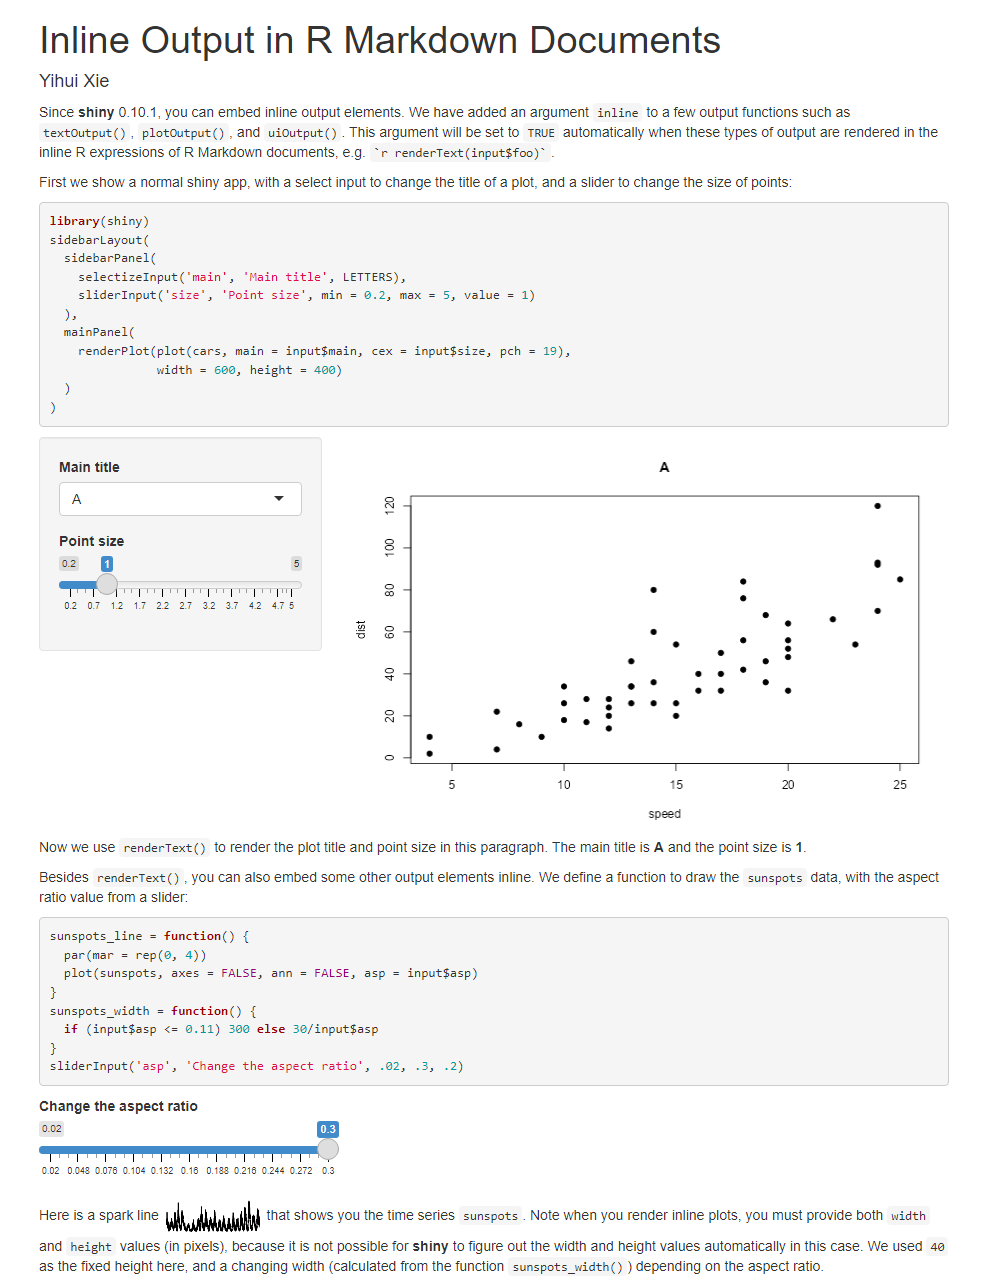 Inline Output in R Markdown Documents
Yihui Xie
Since shiny 0.10.1, you can embed inline output elements. We have added an argument inline to a few output functions such as
textOutput() , plotOutput() , and uiOutput() . This argument will be set to TRUE automatically when these types of output are rendered in the
inline R expressions of R Markdown documents, e.g. `r renderText(input$foo)` .
First we show a normal shiny app, with a select input to change the title of a plot, and a slider to change the size of points:
library(shiny)
sidebarLayout(
  sidebarPanel(
    selectizeInput('main', 'Main title', LETTERS),
    sliderInput('size', 'Point size', min = 0.2, max = 5, value = 1)
  ),
  mainPanel(
    renderPlot(plot(cars, main = input$main, cex = input$size, pch = 19),
               width = 600, height = 400)
  )
)
Main title
A
Point size
0.2 1 5
0.2 0.7 1.2 1.7 2.2 2.7 3.2 3.7 4.2 4.7 5
A
120
100
80
60
40
20
0
dist
5 10 15 20 25
speed
Now we use renderText() to render the plot title and point size in this paragraph. The main title is A and the point size is 1.
Besides renderText() , you can also embed some other output elements inline. We define a function to draw the sunspots data, with the aspect
ratio value from a slider:
sunspots_line = function() {
  par(mar = rep(0, 4))
  plot(sunspots, axes = FALSE, ann = FALSE, asp = input$asp)
}
sunspots_width = function() {
  if (input$asp <= 0.11) 300 else 30/input$asp
}
sliderInput('asp', 'Change the aspect ratio', .02, .3, .2)
Change the aspect ratio
0.02 0.3
0.02 0.048 0.076 0.104 0.132 0.16 0.188 0.216 0.244 0.272 0.3
Here is a spark line that shows you the time series sunspots . Note when you render inline plots, you must provide both width
and height values (in pixels), because it is not possible for shiny to figure out the width and height values automatically in this case. We used 40
as the fixed height here, and a changing width (calculated from the function sunspots_width() ) depending on the aspect ratio.